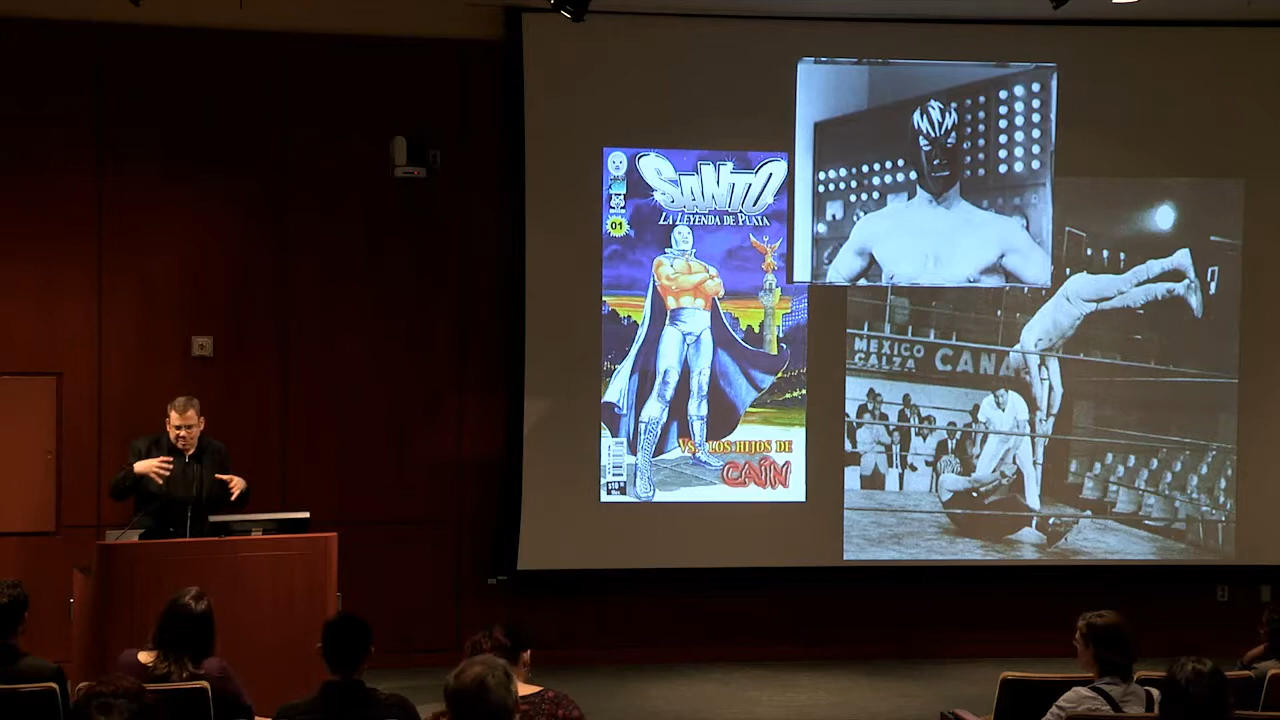 SANTO
LA LEYENDA DE PLATA
01
VS. LOS HIJOS DE
CAÍN
MEXICO
CALZA
CANA